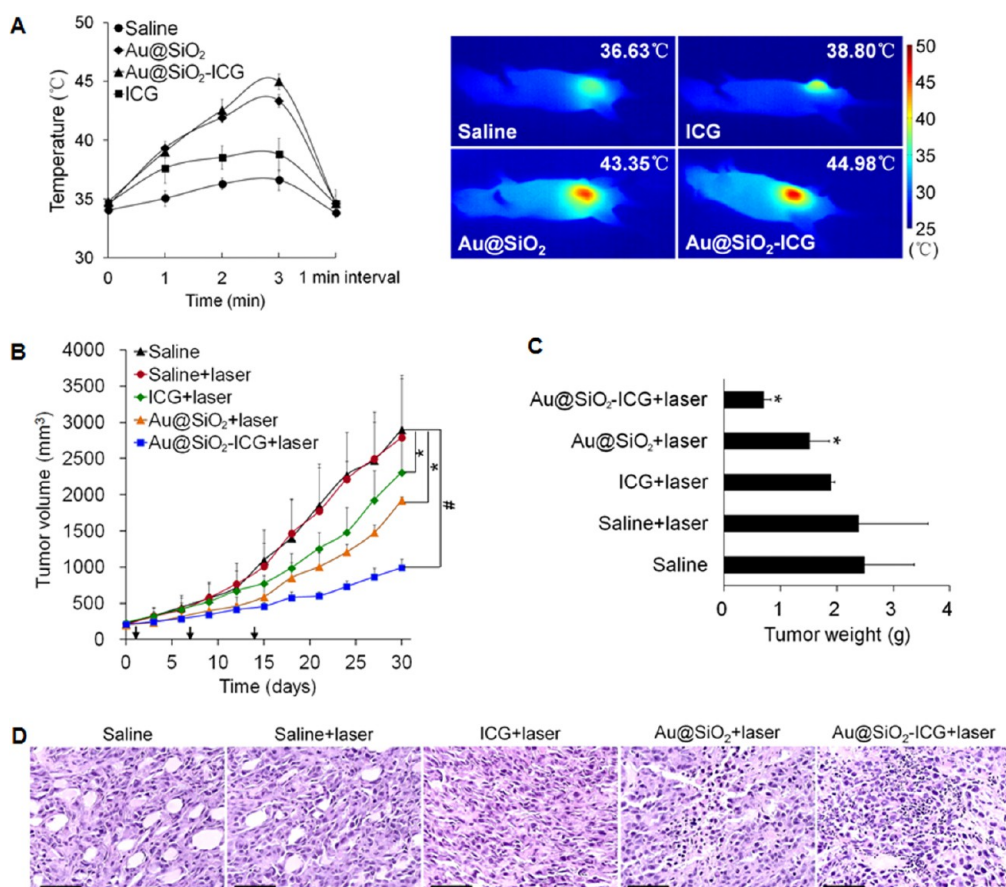 A
50
45
40
35
30
Temperature (℃)
Saline
Au@SiO₂
Au@SiO₂-ICG
ICG
0 1 2 3 1 min interval
Time (min)
36.63℃
Saline
38.80℃
ICG
43.35℃
Au@SiO₂
44.98℃
Au@SiO₂-ICG
50
45
40
35
30
25
(℃)
B
4000
3500
3000
2500
2000
1500
1000
500
0
Tumor volume (mm³)
Saline
Saline+laser
ICG+laser
Au@SiO₂+laser
Au@SiO₂-ICG+laser
*
*
#
0 5 10 15 20 25 30
Time (days)
C
Au@SiO₂-ICG+laser *
Au@SiO₂+laser *
ICG+laser
Saline+laser
Saline
0 1 2 3 4
Tumor weight (g)
D
Saline
Saline+laser
ICG+laser
Au@SiO₂+laser
Au@SiO₂-ICG+laser